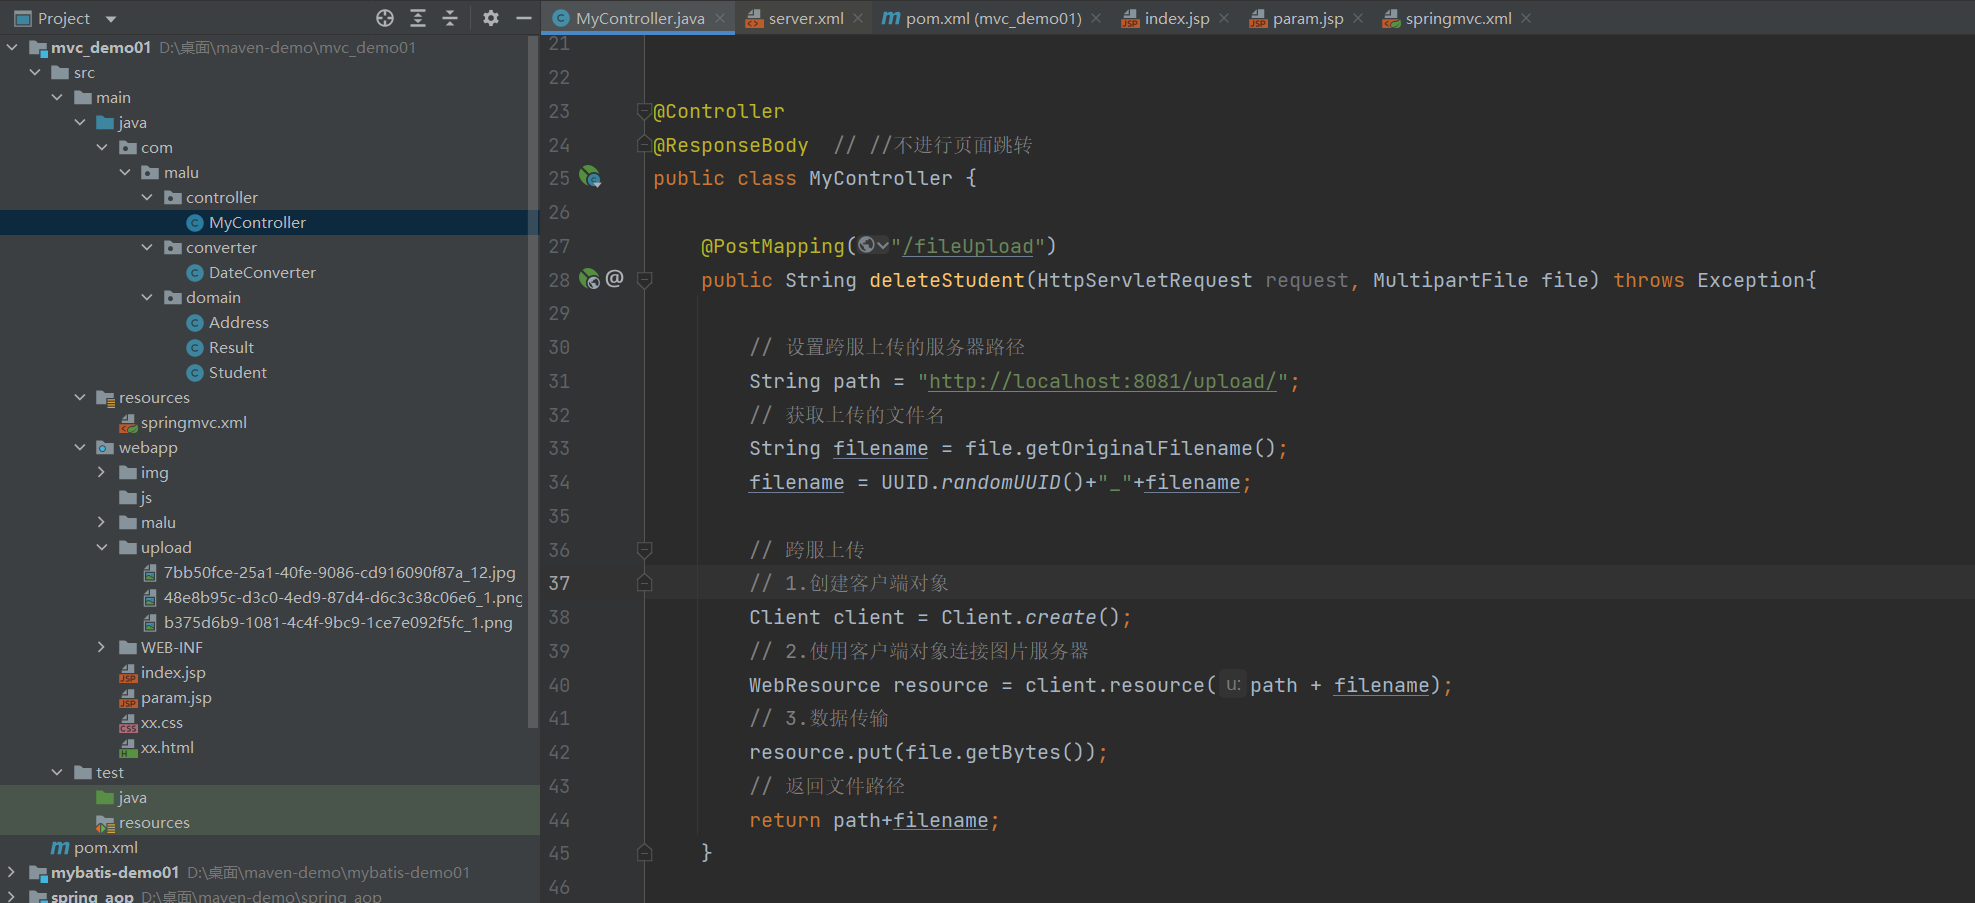 Project
mvc_demo01 D:\桌面\maven-demo\mvc_demo01
src
main
java
com
malu
controller
MyController
converter
DateConverter
domain
Address
Result
Student
resources
springmvc.xml
webapp
img
js
malu
upload
7bb50fce-25a1-40fe-9086-cd916090f87a_12.jpg
48e8b95c-d3c0-4ed9-87d4-d6c3c38c06e6_1.png
b375d6b9-1081-4c4f-9bc9-1ce7e092f5fc_1.png
WEB-INF
index.jsp
param.jsp
xx.css
xx.html
test
java
resources
pom.xml
mybatis-demo01 D:\桌面\maven-demo\mybatis-demo01
spring_aop D:\桌面\maven-demo\spring_aop
MyController.java server.xml pom.xml (mvc_demo01) index.jsp param.jsp springmvc.xml
21
22
23 @Controller
24 @ResponseBody // //不进行页面跳转
25 public class MyController {
26
27 @PostMapping("/fileUpload")
28 @ public String deleteStudent(HttpServletRequest request, MultipartFile file) throws Exception{
29
30 // 设置跨服上传的服务器路径
31 String path = "http://localhost:8081/upload/";
32 // 获取上传的文件名
33 String filename = file.getOriginalFilename();
34 filename = UUID.randomUUID()+"_"+filename;
35
36 // 跨服上传
37 // 1.创建客户端对象
38 Client client = Client.create();
39 // 2.使用客户端对象连接图片服务器
40 WebResource resource = client.resource( u: path + filename);
41 // 3.数据传输
42 resource.put(file.getBytes());
43 // 返回文件路径
44 return path+filename;
45 }
46